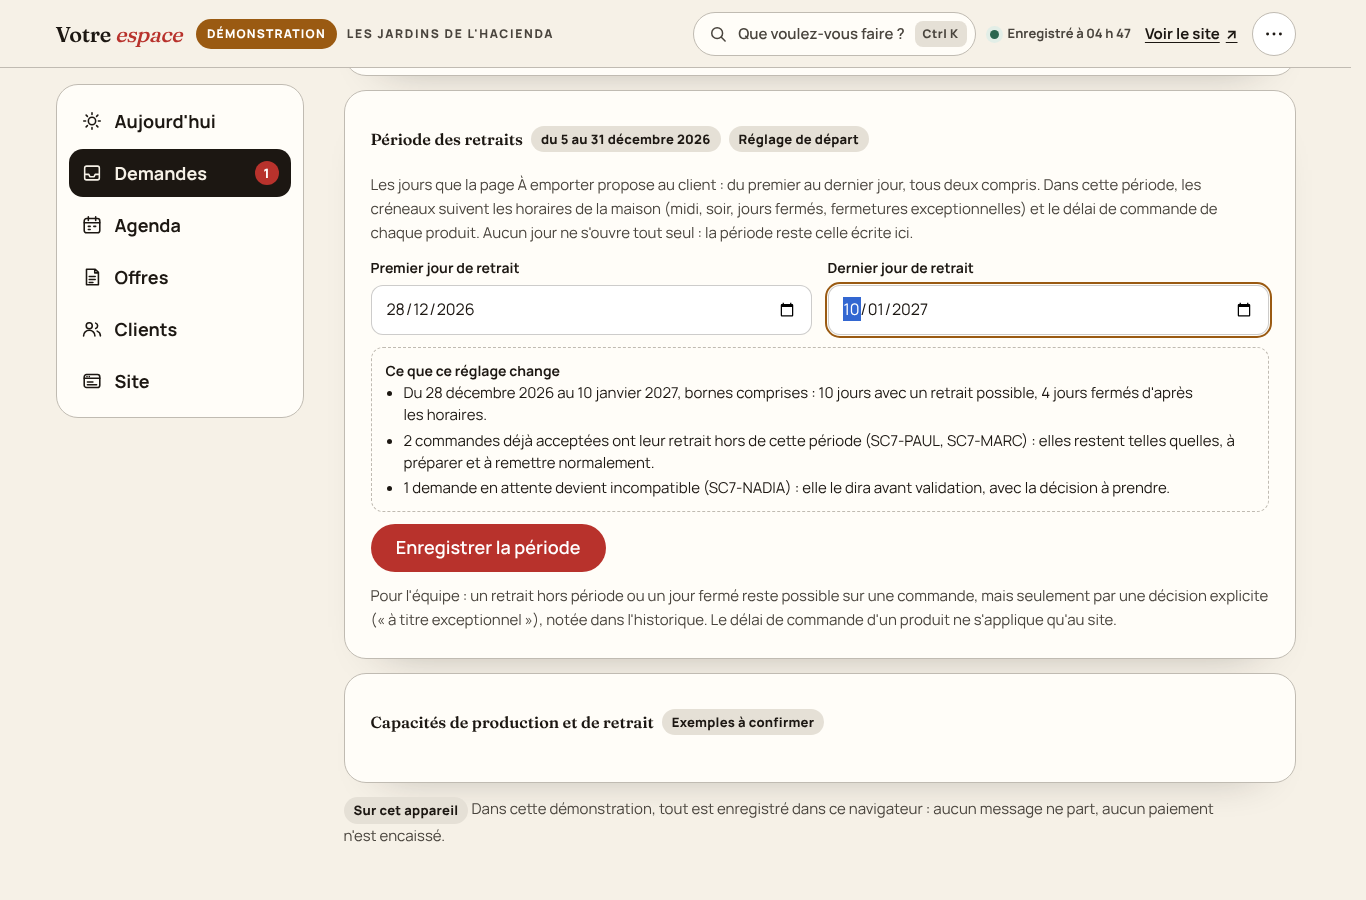 Votre espace DÉMONSTRATION LES JARDINS DE L'HACIENDA Que voulez-vous faire ? Ctrl K Enregistré à 04 h 47 Voir le site
Aujourd'hui
Demandes 1
Agenda
Offres
Clients
Site
Période des retraits du 5 au 31 décembre 2026 Réglage de départ
Les jours que la page À emporter propose au client : du premier au dernier jour, tous deux compris. Dans cette période, les
créneaux suivent les horaires de la maison (midi, soir, jours fermés, fermetures exceptionnelles) et le délai de commande de
chaque produit. Aucun jour ne s'ouvre tout seul : la période reste celle écrite ici.
Premier jour de retrait Dernier jour de retrait
28/12/2026 10/01/2027
Ce que ce réglage change
• Du 28 décembre 2026 au 10 janvier 2027, bornes comprises : 10 jours avec un retrait possible, 4 jours fermés d'après
les horaires.
• 2 commandes déjà acceptées ont leur retrait hors de cette période (SC7-PAUL, SC7-MARC) : elles restent telles quelles, à
préparer et à remettre normalement.
• 1 demande en attente devient incompatible (SC7-NADIA) : elle le dira avant validation, avec la décision à prendre.
Enregistrer la période
Pour l'équipe : un retrait hors période ou un jour fermé reste possible sur une commande, mais seulement par une décision explicite
(« à titre exceptionnel »), notée dans l'historique. Le délai de commande d'un produit ne s'applique qu'au site.
Capacités de production et de retrait Exemples à confirmer
Sur cet appareil Dans cette démonstration, tout est enregistré dans ce navigateur : aucun message ne part, aucun paiement
n'est encaissé.